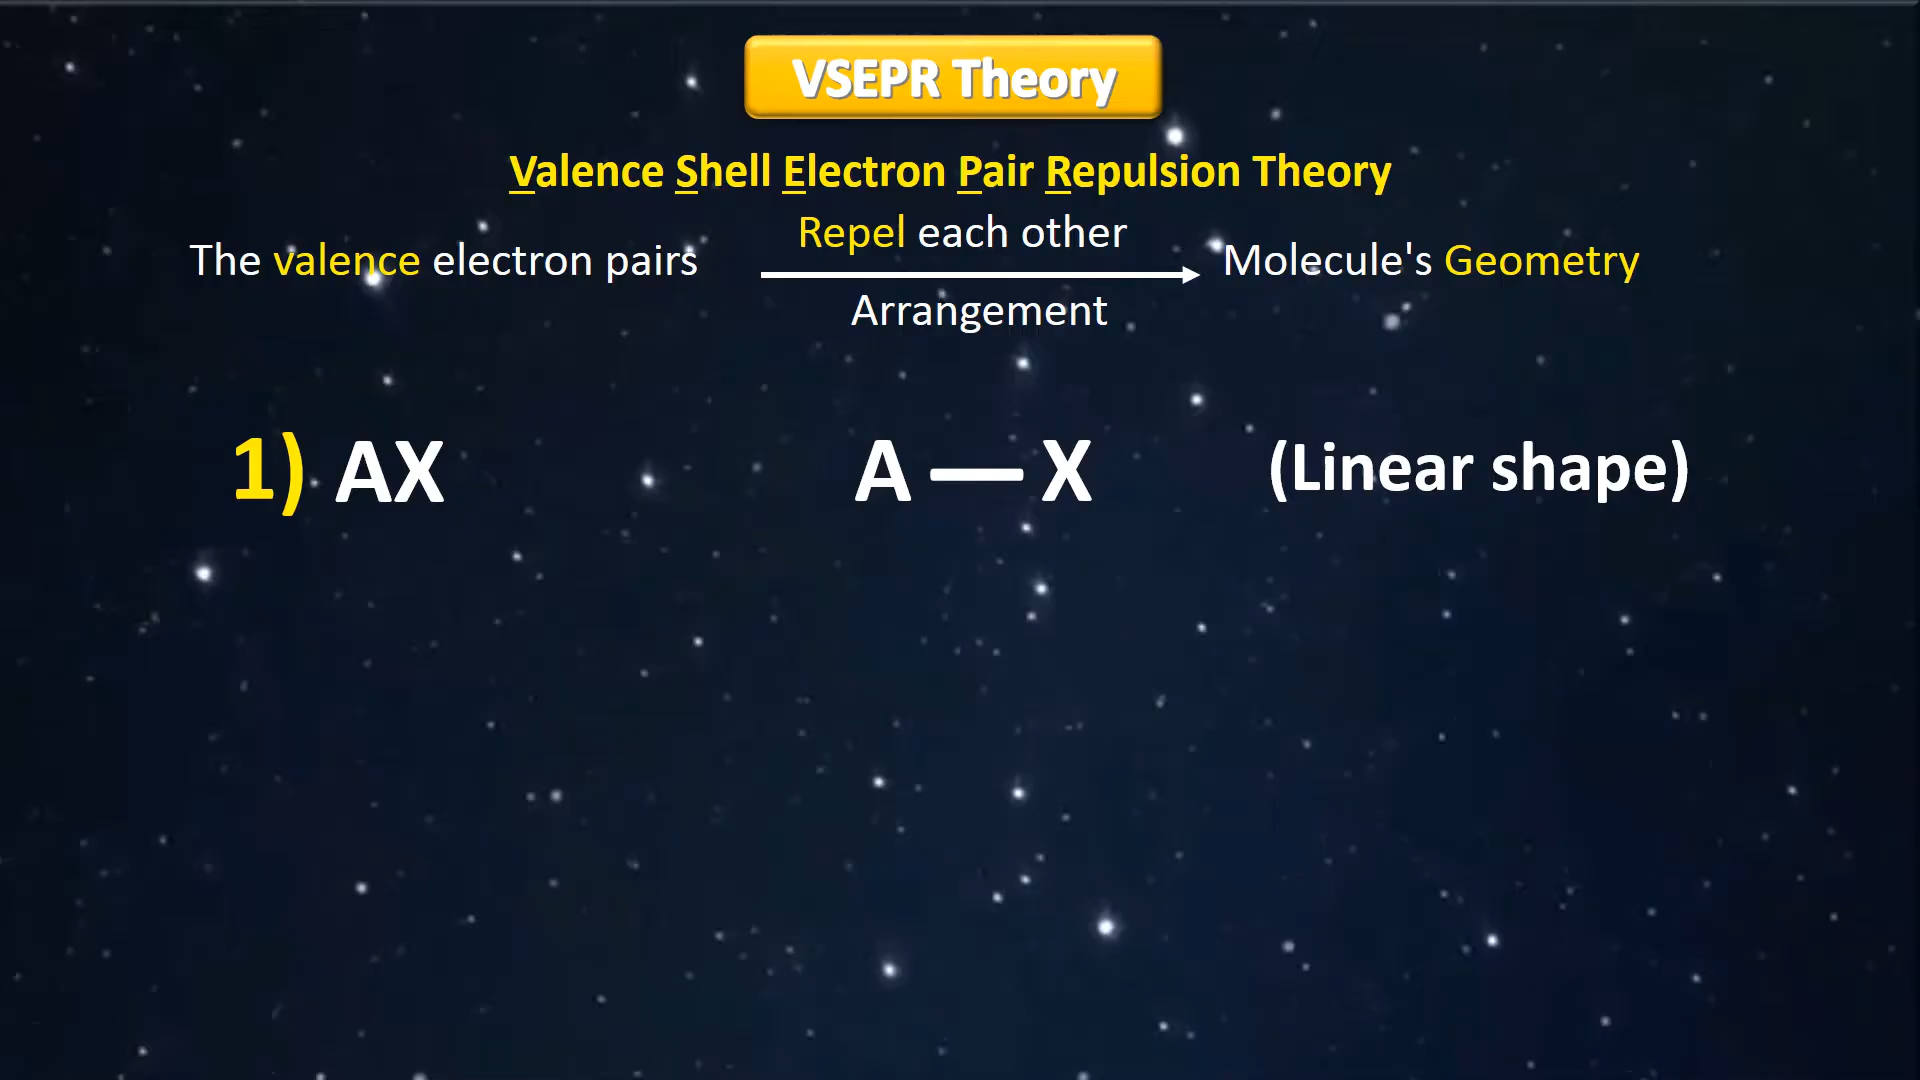 VSEPR Theory
Valence Shell Electron Pair Repulsion Theory
The valence electron pairs
Repel each other
Arrangement
Molecule's Geometry
1) AX
A — X
(Linear shape)